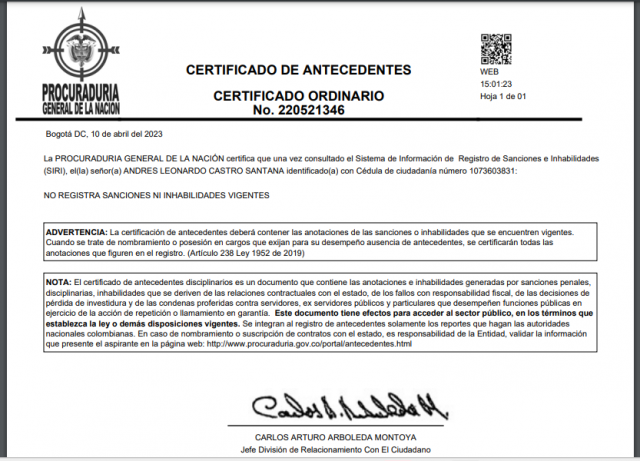 PROCURADURIA
GENERAL DE LA NACION
CERTIFICADO DE ANTECEDENTES
CERTIFICADO ORDINARIO
No. 220521346
WEB
15:01:23
Hoja 1 de 01
Bogotá DC, 10 de abril del 2023
La PROCURADURIA GENERAL DE LA NACIÓN certifica que una vez consultado el Sistema de Información de Registro de Sanciones e Inhabilidades
(SIRI), el(la) señor(a) ANDRES LEONARDO CASTRO SANTANA identificado(a) con Cédula de ciudadanía número 1073603831:
NO REGISTRA SANCIONES NI INHABILIDADES VIGENTES
ADVERTENCIA: La certificación de antecedentes deberá contener las anotaciones de las sanciones o inhabilidades que se encuentren vigentes.
Cuando se trate de nombramiento o posesión en cargos que exijan para su desempeño ausencia de antecedentes, se certificarán todas las
anotaciones que figuren en el registro. (Artículo 238 Ley 1952 de 2019)
NOTA: El certificado de antecedentes disciplinarios es un documento que contiene las anotaciones e inhabilidades generadas por sanciones penales,
disciplinarias, inhabilidades que se deriven de las relaciones contractuales con el estado, de los fallos con responsabilidad fiscal, de las decisiones de
pérdida de investidura y de las condenas proferidas contra servidores, ex servidores públicos y particulares que desempeñen funciones públicas en
ejercicio de la acción de repetición o llamamiento en garantía. Este documento tiene efectos para acceder al sector público, en los términos que
establezca la ley o demás disposiciones vigentes. Se integran al registro de antecedentes solamente los reportes que hagan las autoridades
nacionales colombianas. En caso de nombramiento o suscripción de contratos con el estado, es responsabilidad de la Entidad, validar la información
que presente el aspirante en la página web: http://www.procuraduria.gov.co/portal/antecedentes.html
Carlos A. Arboleda M.
CARLOS ARTURO ARBOLEDA MONTOYA
Jefe División de Relacionamiento Con El Ciudadano